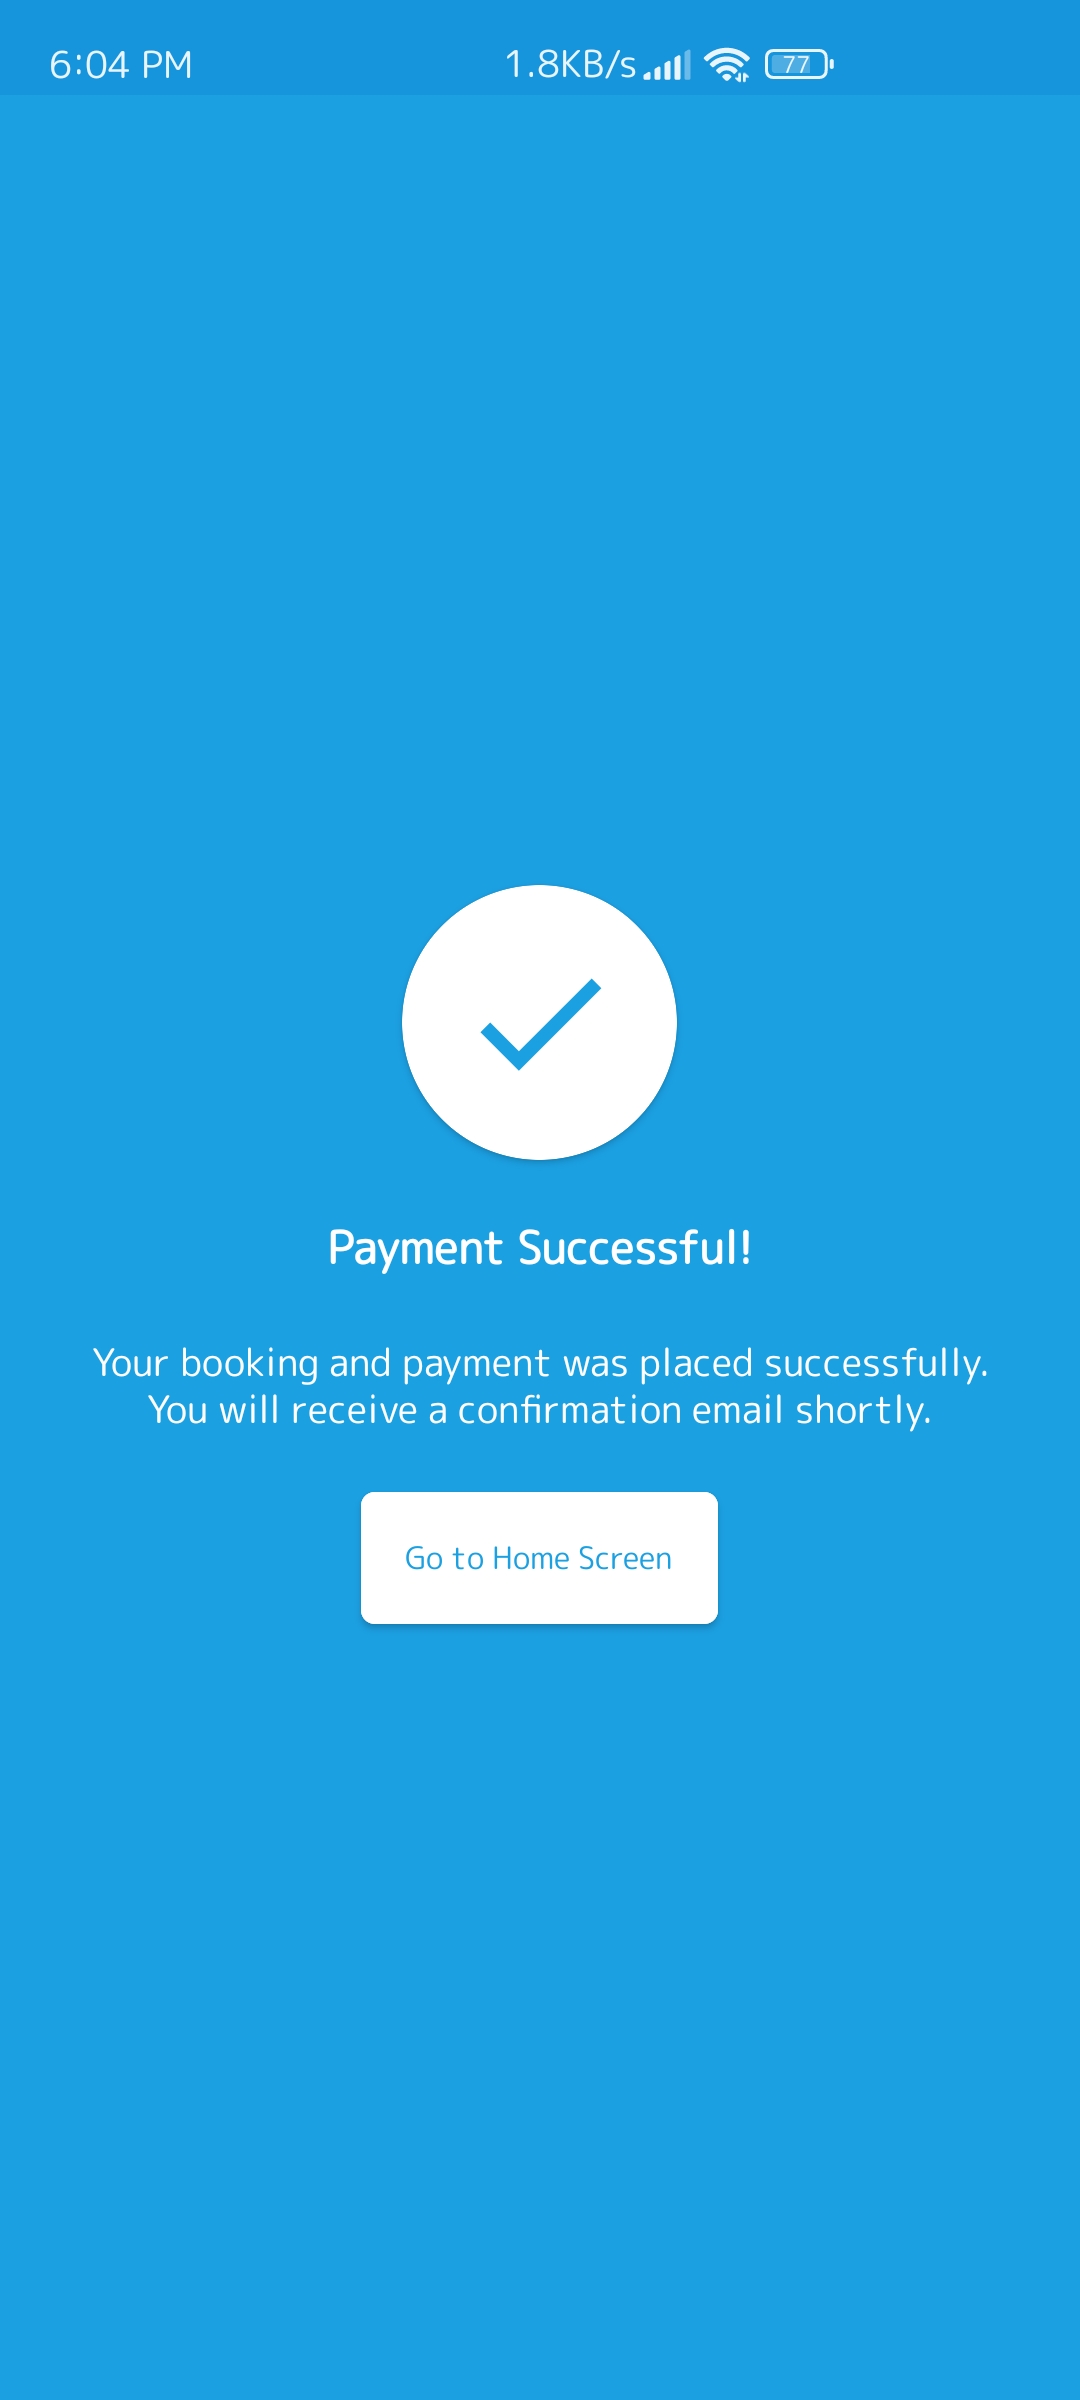 6:04 PM 1.8KB/s 77
Payment Successful!
Your booking and payment was placed successfully.
You will receive a confirmation email shortly.
Go to Home Screen